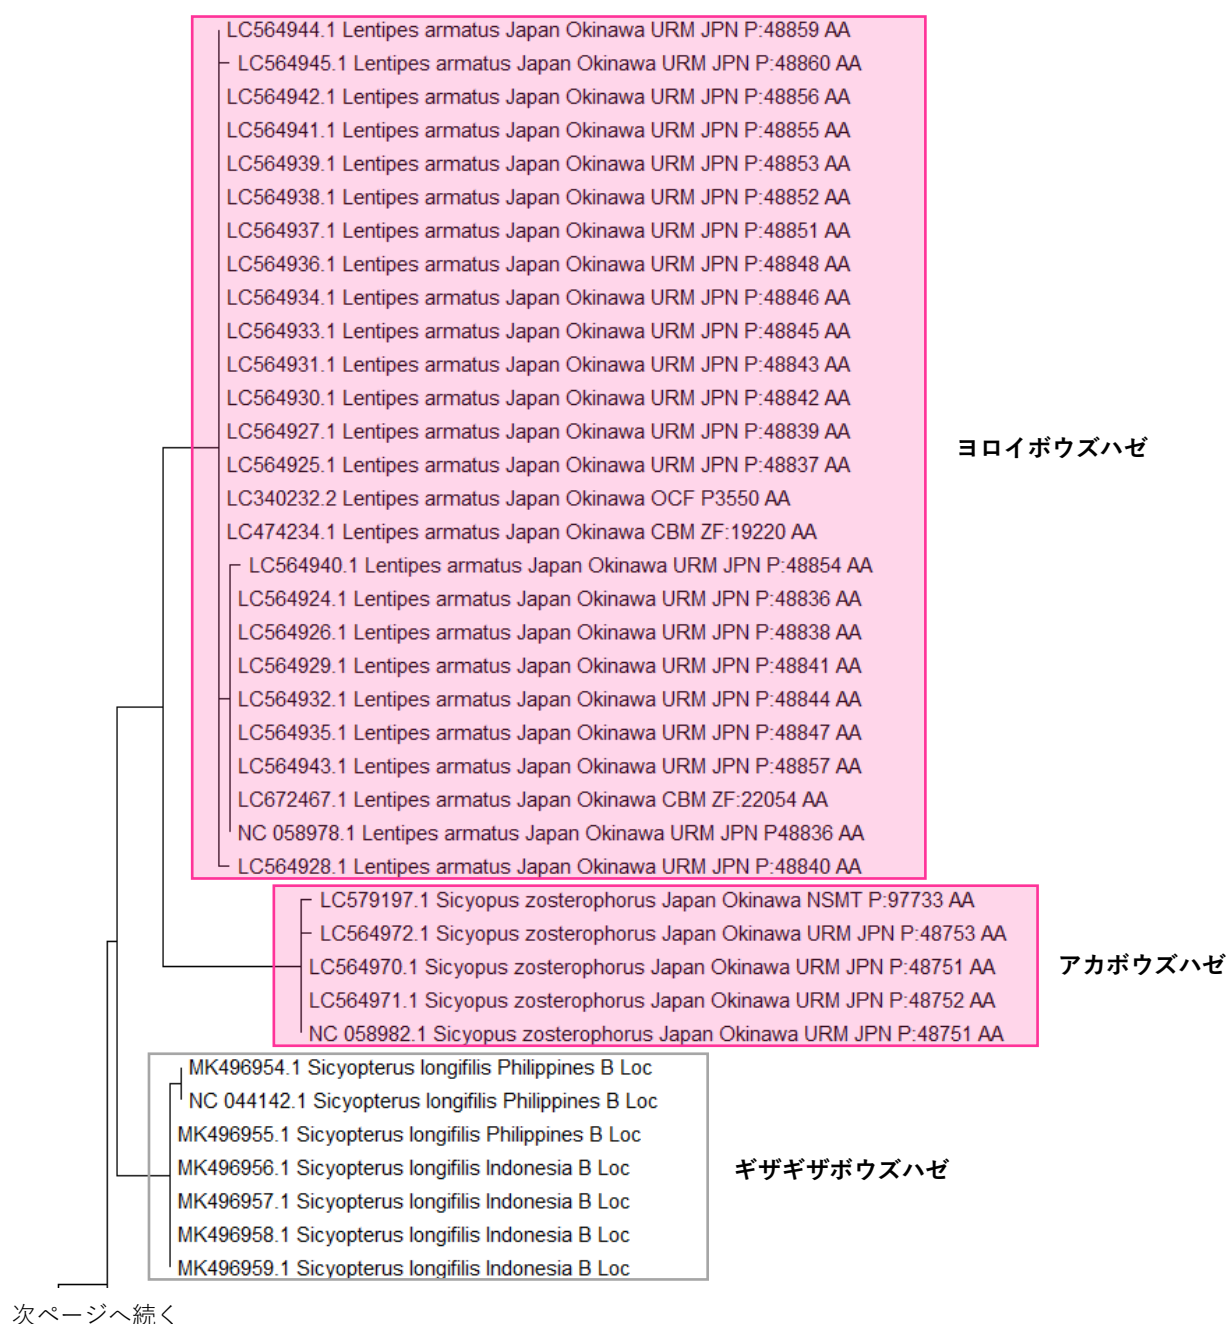 LC564944.1 Lentipes armatus Japan Okinawa URM JPN P:48859 AA
LC564945.1 Lentipes armatus Japan Okinawa URM JPN P:48860 AA
LC564942.1 Lentipes armatus Japan Okinawa URM JPN P:48856 AA
LC564941.1 Lentipes armatus Japan Okinawa URM JPN P:48855 AA
LC564939.1 Lentipes armatus Japan Okinawa URM JPN P:48853 AA
LC564938.1 Lentipes armatus Japan Okinawa URM JPN P:48852 AA
LC564937.1 Lentipes armatus Japan Okinawa URM JPN P:48851 AA
LC564936.1 Lentipes armatus Japan Okinawa URM JPN P:48848 AA
LC564934.1 Lentipes armatus Japan Okinawa URM JPN P:48846 AA
LC564933.1 Lentipes armatus Japan Okinawa URM JPN P:48845 AA
LC564931.1 Lentipes armatus Japan Okinawa URM JPN P:48843 AA
LC564930.1 Lentipes armatus Japan Okinawa URM JPN P:48842 AA
LC564927.1 Lentipes armatus Japan Okinawa URM JPN P:48839 AA
ヨロイボウズハゼ
LC564925.1 Lentipes armatus Japan Okinawa URM JPN P:48837 AA
LC340232.2 Lentipes armatus Japan Okinawa OCF P3550 AA
LC474234.1 Lentipes armatus Japan Okinawa CBM ZF:19220 AA
LC564940.1 Lentipes armatus Japan Okinawa URM JPN P:48854 AA
LC564924.1 Lentipes armatus Japan Okinawa URM JPN P:48836 AA
LC564926.1 Lentipes armatus Japan Okinawa URM JPN P:48838 AA
LC564929.1 Lentipes armatus Japan Okinawa URM JPN P:48841 AA
LC564932.1 Lentipes armatus Japan Okinawa URM JPN P:48844 AA
LC564935.1 Lentipes armatus Japan Okinawa URM JPN P:48847 AA
LC564943.1 Lentipes armatus Japan Okinawa URM JPN P:48857 AA
LC672467.1 Lentipes armatus Japan Okinawa CBM ZF:22054 AA
NC 058978.1 Lentipes armatus Japan Okinawa URM JPN P48836 AA
LC564928.1 Lentipes armatus Japan Okinawa URM JPN P:48840 AA
LC579197.1 Sicyopus zosterophorus Japan Okinawa NSMT P:97733 AA
LC564972.1 Sicyopus zosterophorus Japan Okinawa URM JPN P:48753 AA
LC564970.1 Sicyopus zosterophorus Japan Okinawa URM JPN P:48751 AA
アカボウズハゼ
LC564971.1 Sicyopus zosterophorus Japan Okinawa URM JPN P:48752 AA
NC 058982.1 Sicyopus zosterophorus Japan Okinawa URM JPN P:48751 AA
MK496954.1 Sicyopterus longifilis Philippines B Loc
NC 044142.1 Sicyopterus longifilis Philippines B Loc
MK496955.1 Sicyopterus longifilis Philippines B Loc
MK496956.1 Sicyopterus longifilis Indonesia B Loc
ギザギザボウズハゼ
MK496957.1 Sicyopterus longifilis Indonesia B Loc
MK496958.1 Sicyopterus longifilis Indonesia B Loc
MK496959.1 Sicyopterus longifilis Indonesia B Loc
次ページへ続く